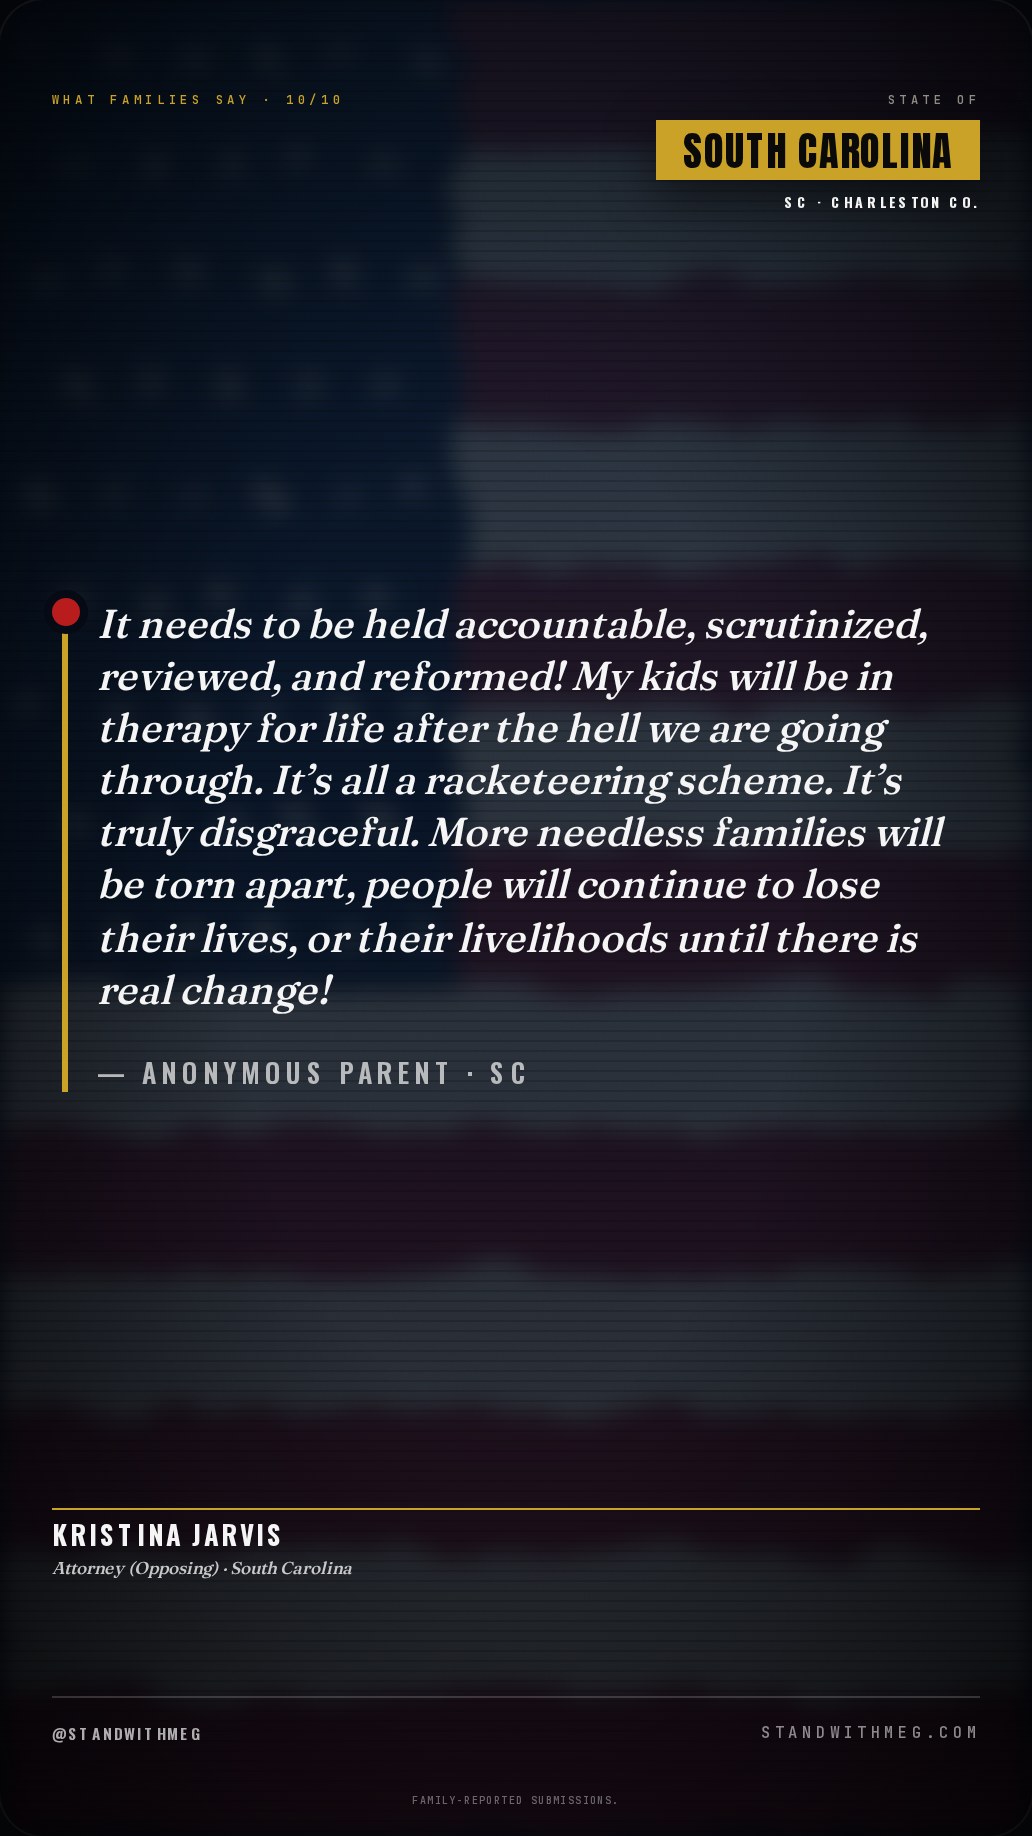 WHAT FAMILIES SAY · 10/10
STATE OF
SOUTH CAROLINA
SC · CHARLESTON CO.
It needs to be held accountable, scrutinized,
reviewed, and reformed! My kids will be in
therapy for life after the hell we are going
through. It’s all a racketeering scheme. It’s
truly disgraceful. More needless families will
be torn apart, people will continue to lose
their lives, or their livelihoods until there is
real change!
— ANONYMOUS PARENT · SC
KRISTINA JARVIS
Attorney (Opposing) · South Carolina
@STANDWITHMEG
STANDWITHMEG.COM
FAMILY-REPORTED SUBMISSIONS.